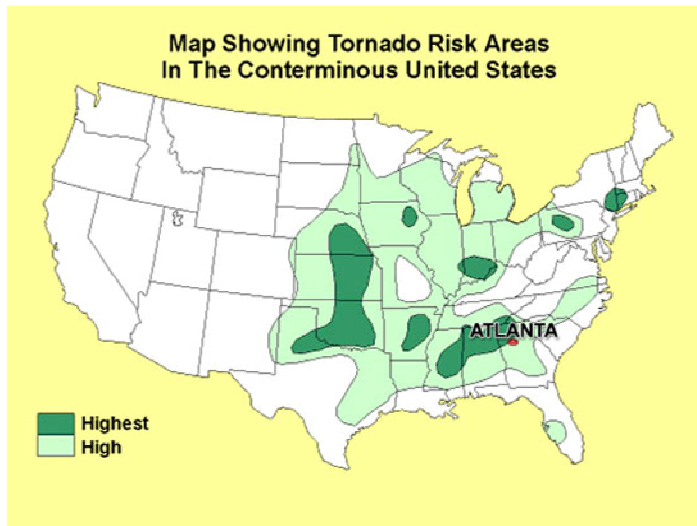 Map Showing Tornado Risk Areas
In The Conterminous United States
ATLANTA
Highest
High